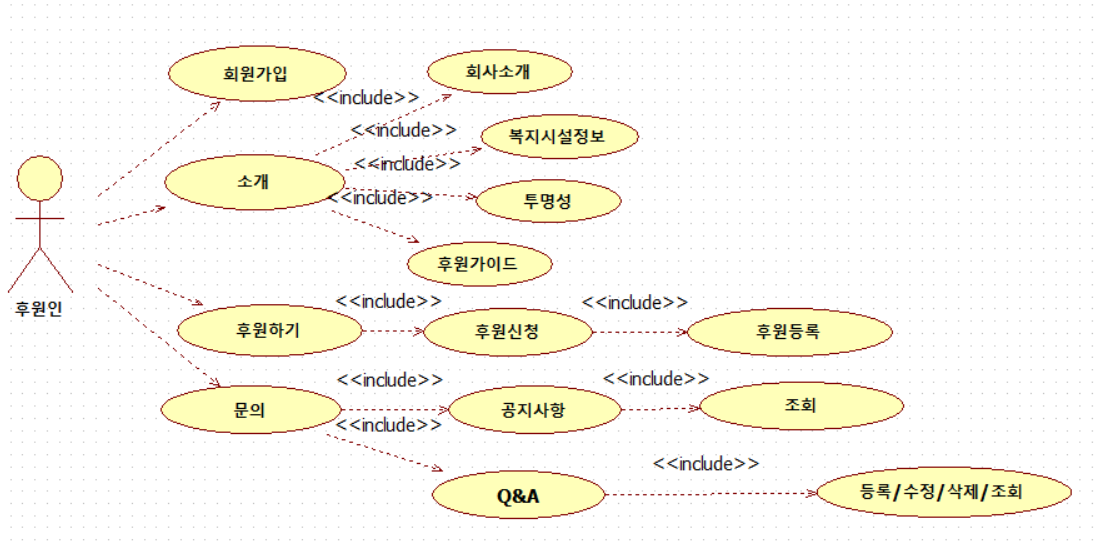 회원가입
<<include>>
회사소개
<<include>>
복지시설정보
<<include>>
소개
<<include>>
투명성
후원가이드
후원인
<<include>>
<<include>>
후원하기
후원신청
후원등록
<<include>>
<<include>>
문의
공지사항
조회
<<include>>
<<include>>
Q&A
등록/수정/삭제/조회